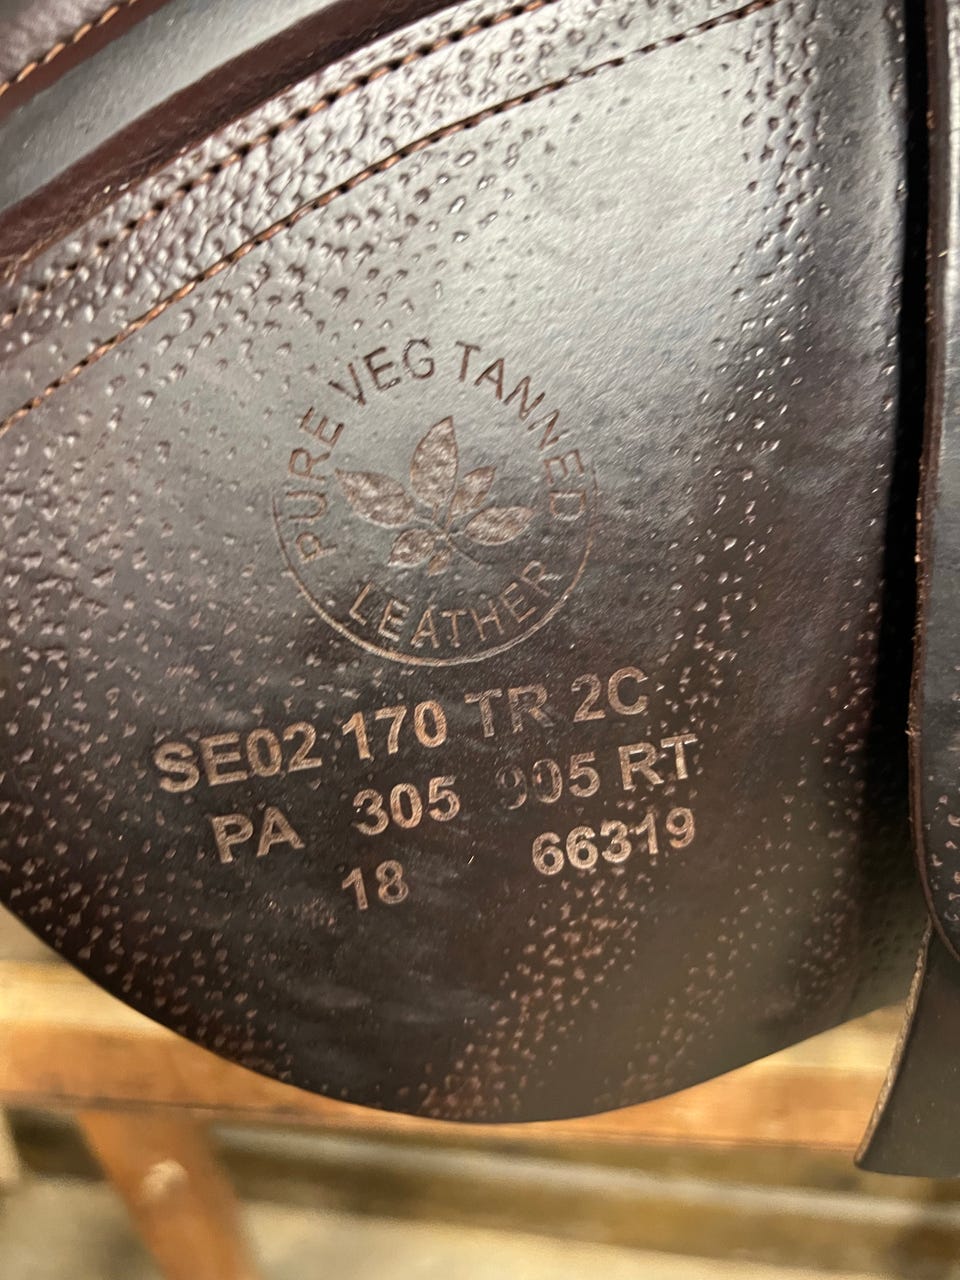 PURE VEG TANNED
LEATHER
SE02 170 TR 2C
PA 305 905 RT
18 66319